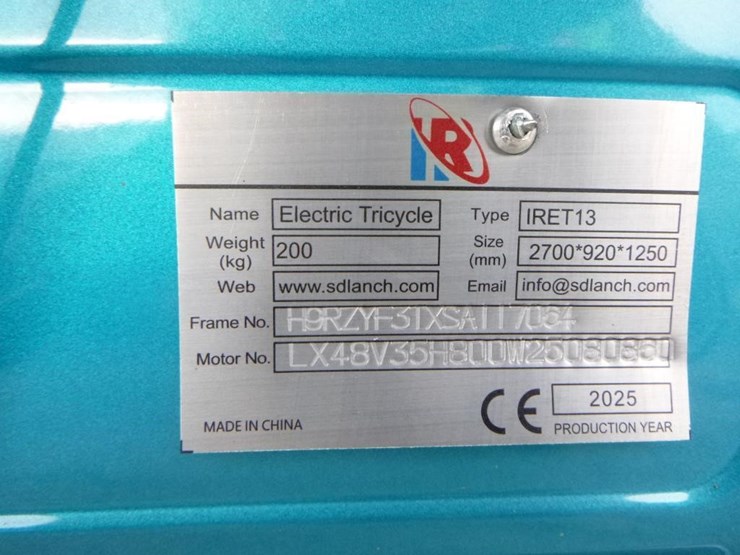 R
Name Electric Tricycle Type IRET13
Weight (kg) 200 Size (mm) 2700*920*1250
Web www.sdlanch.com Email info@sdlanch.com
Frame No. H9RZYF3TXSA117064
Motor No. LX48V35H800W25080860
MADE IN CHINA CE 2025
PRODUCTION YEAR